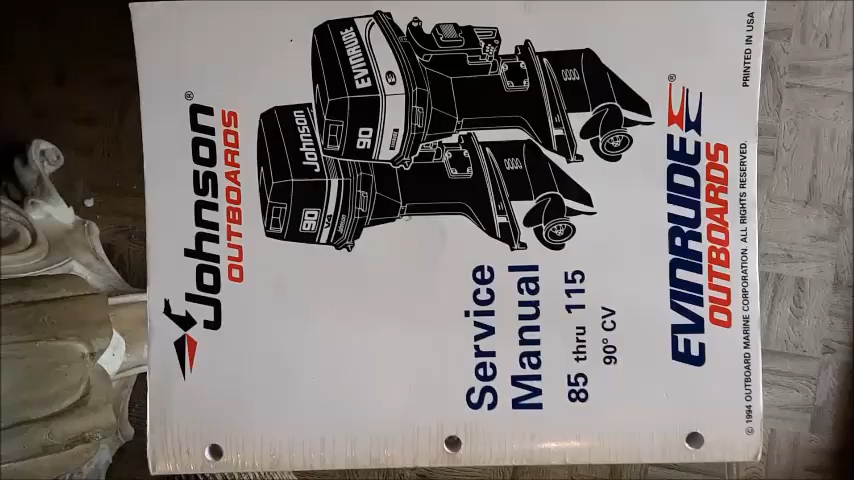 Johnson®
OUTBOARDS
EVINRUDE
90
Johnson
90
V4
Service
Manual
85 thru 115
90° CV
EVINRUDE®
OUTBOARDS
© 1994 OUTBOARD MARINE CORPORATION. ALL RIGHTS RESERVED.
PRINTED IN USA